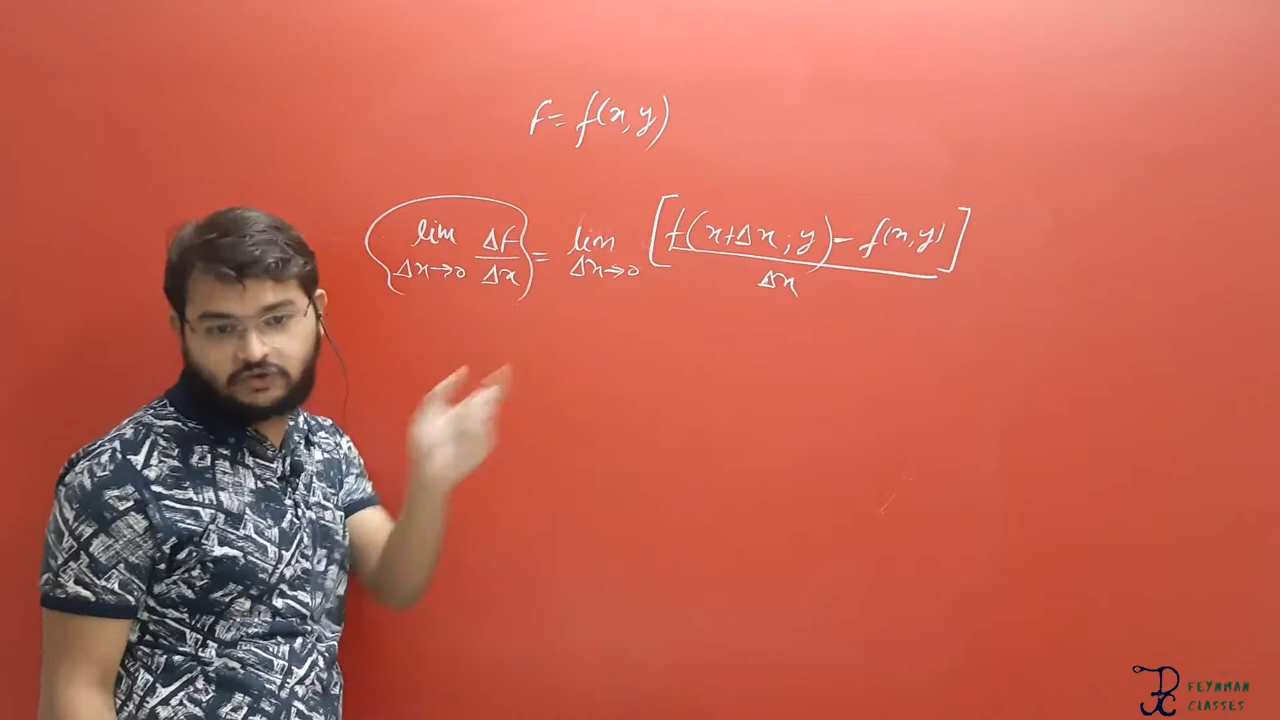 f = f(x, y)
lim Δx→0 Δf/Δx = lim Δx→0 [f(x+Δx, y) - f(x, y)]/Δx
FEYNMAN
CLASSES